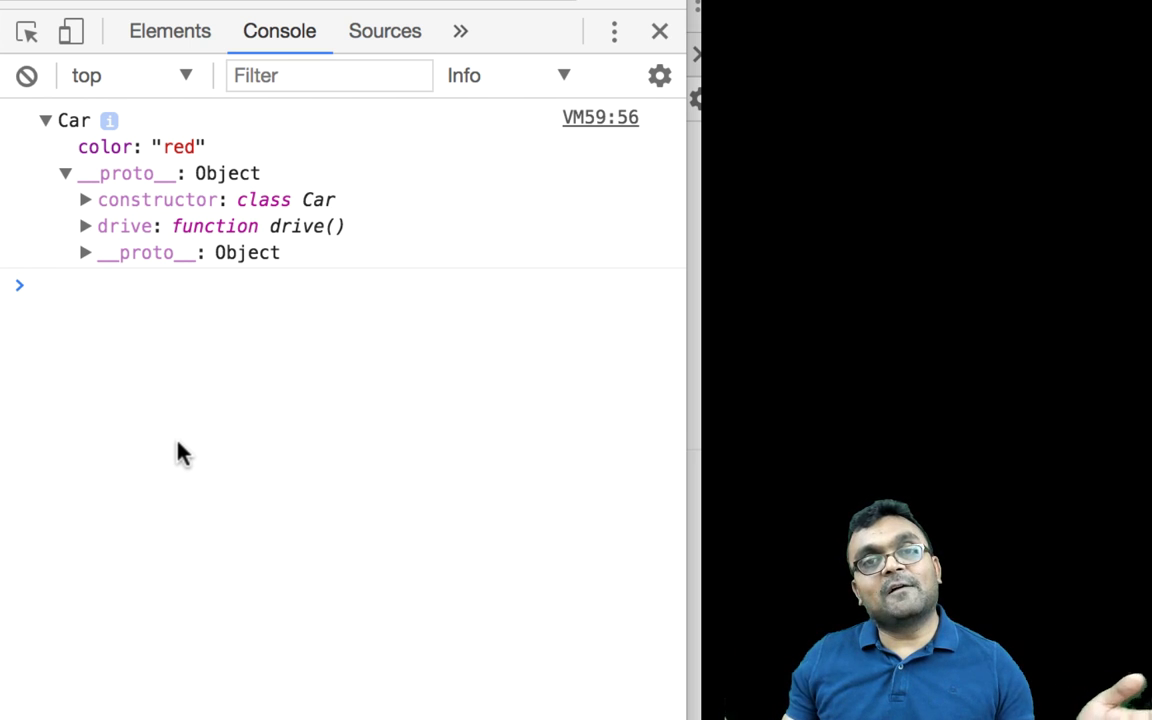 Elements Console Sources »
top Filter Info
Car i VM59:56
color: "red"
__proto__: Object
constructor: class Car
drive: function drive()
__proto__: Object
>